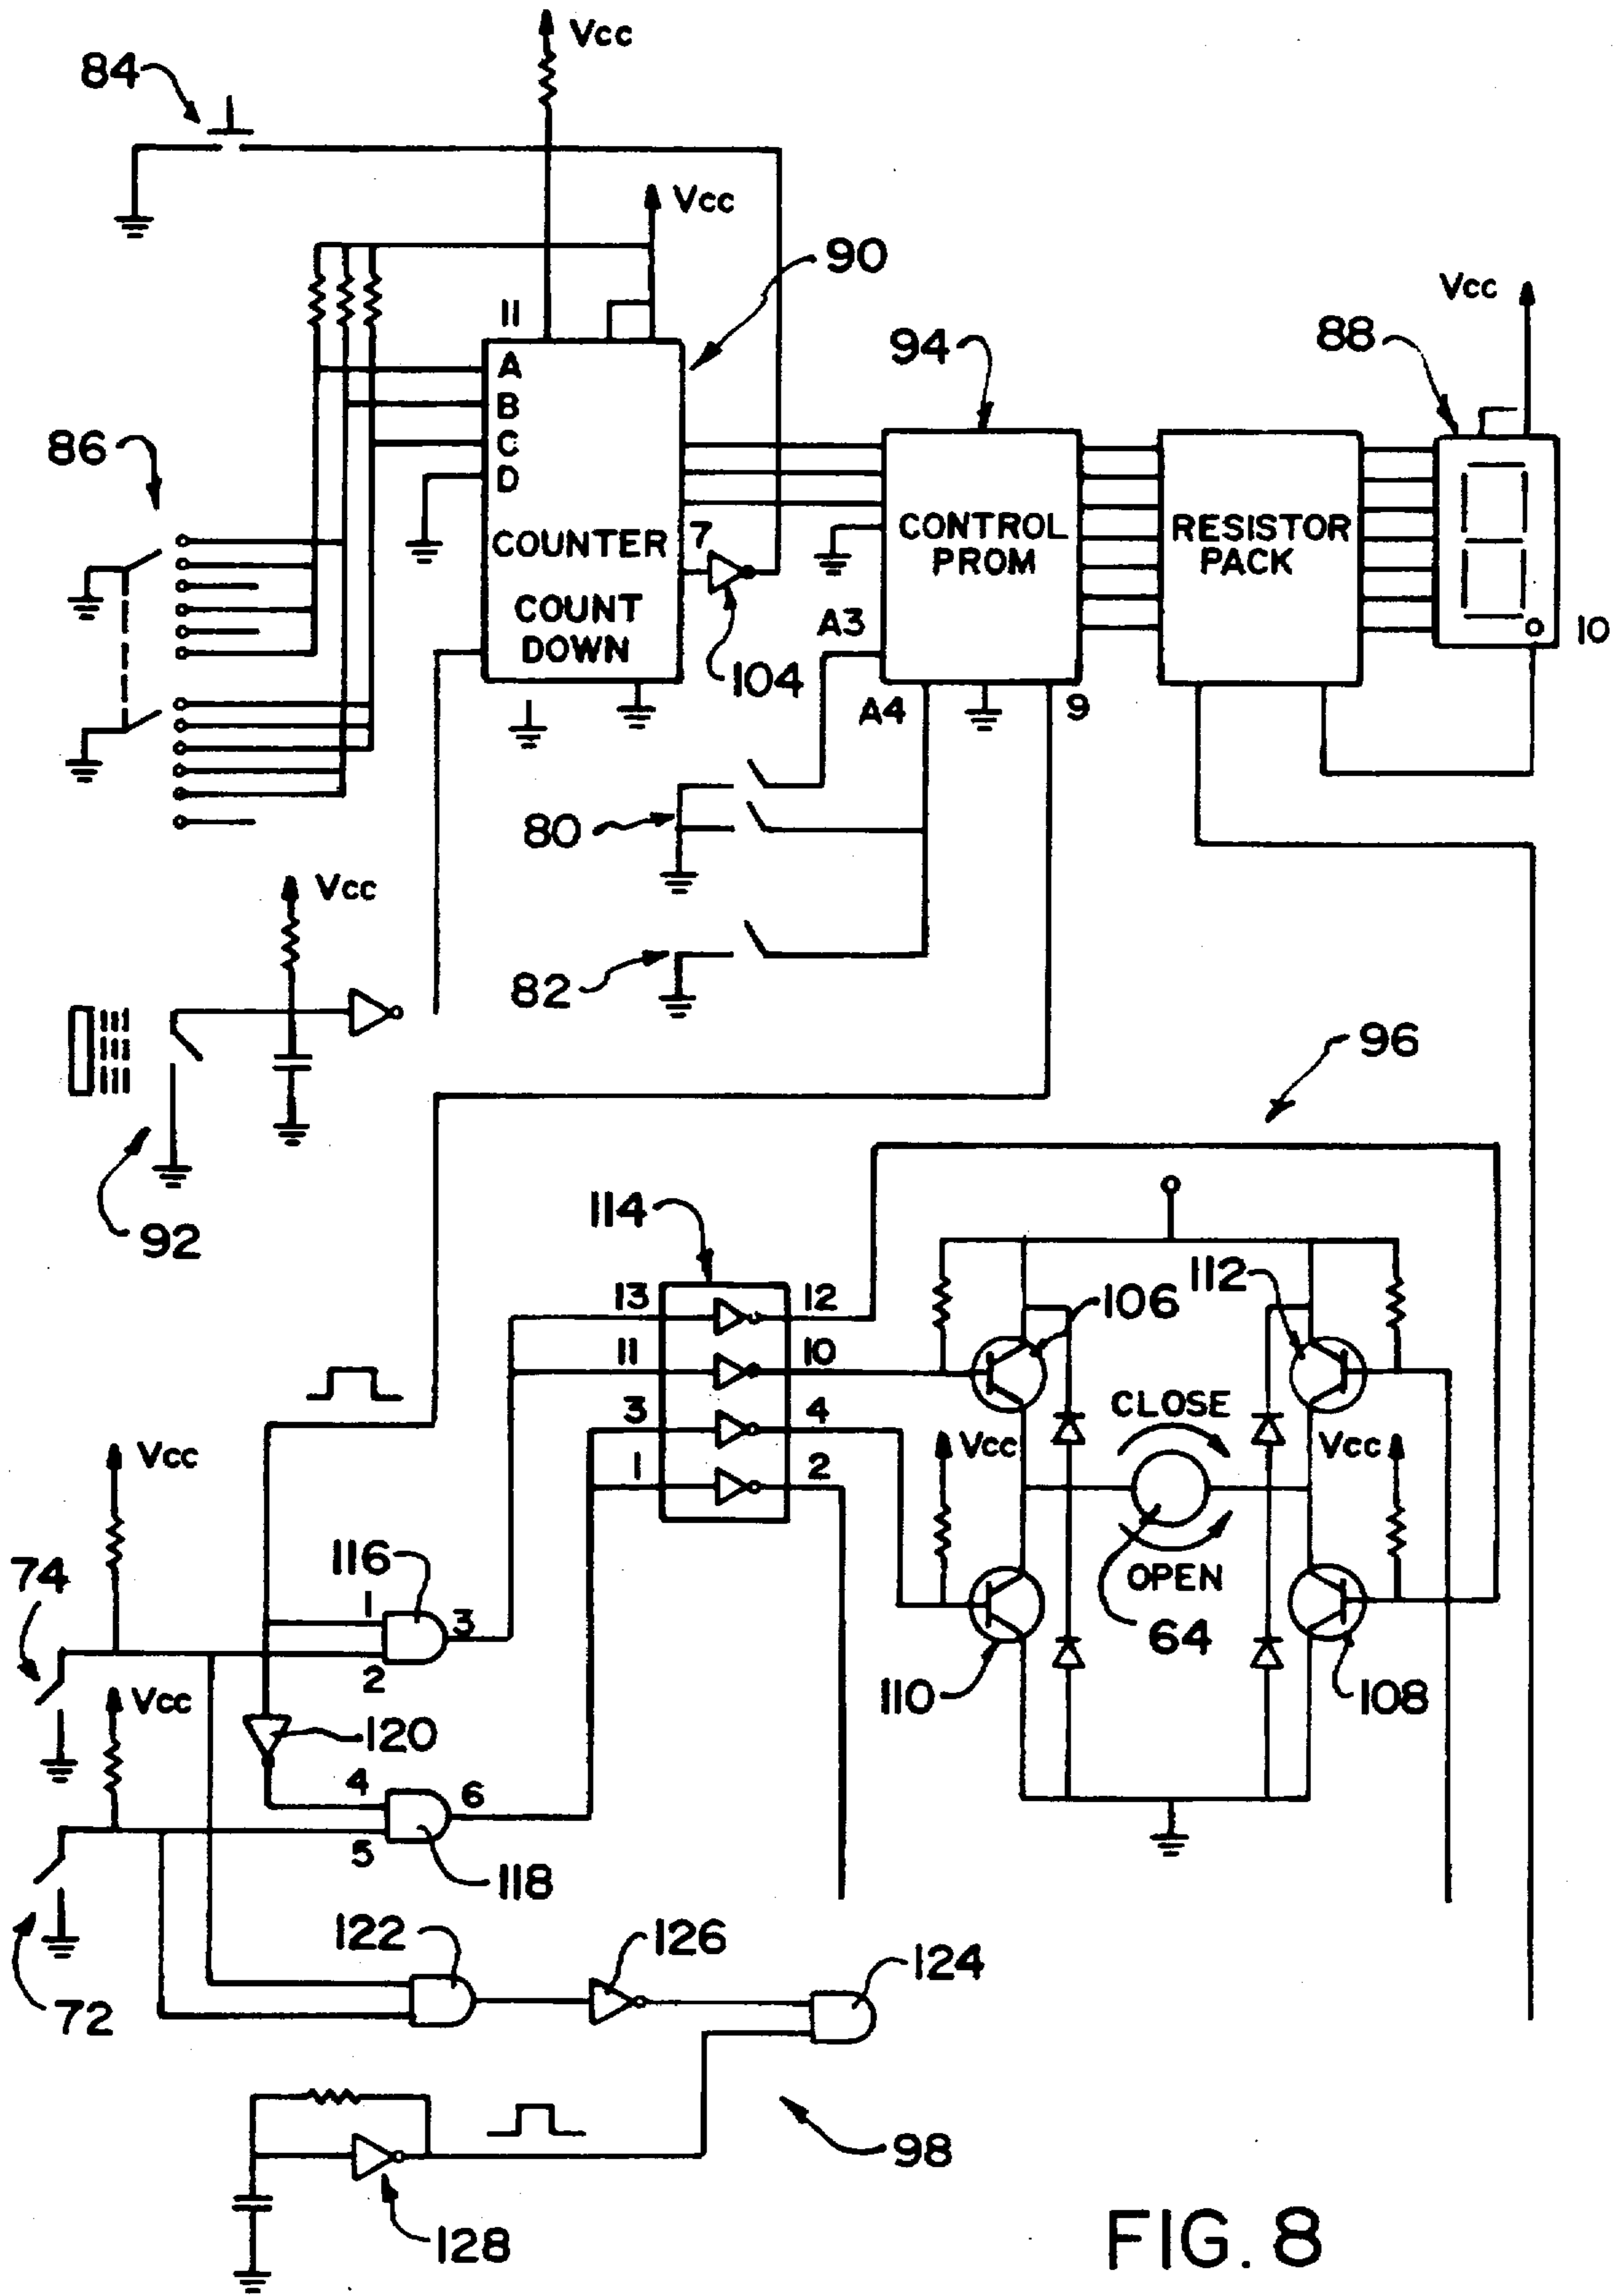 Vcc
84
Vcc
90
11
Vcc
88
94
A
B
C
D
86
7
COUNTER
COUNT
DOWN
CONTROL
PROM
RESISTOR
PACK
10
A3
104
A4
9
80
Vcc
82
96
92
114
13
12
112
106
11
10
3
4
CLOSE
Vcc
Vcc
1
2
Vcc
116
74
1
3
OPEN
64
2
110
108
Vcc
120
4
6
5
118
122
126
124
72
98
128
FIG. 8